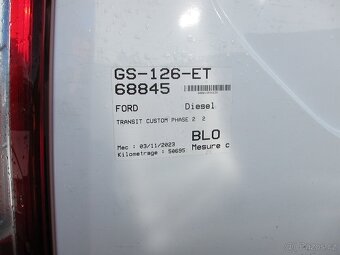 GS-126-ET
68845
FORD Diesel
TRANSIT CUSTOM PHASE 2 2
BLO
Mec : 03/11/2023 Mesure c
Kilometrage : 50695